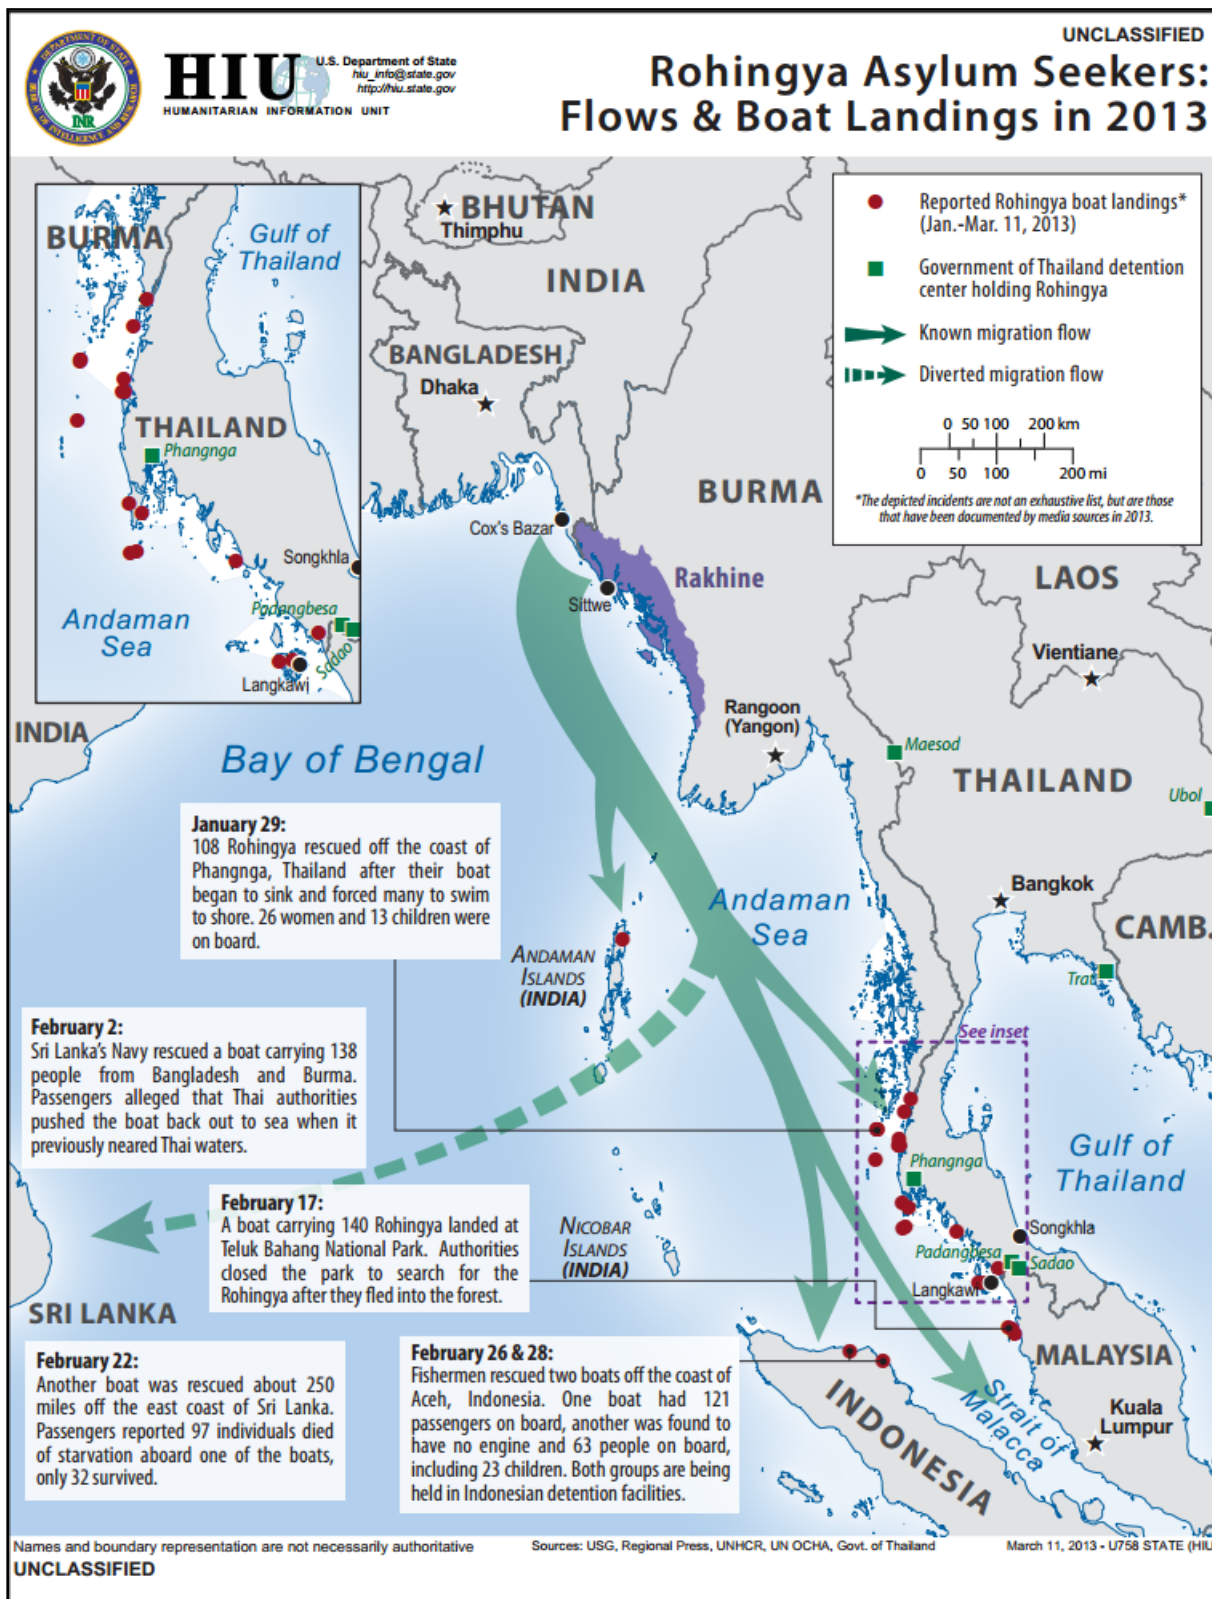 UNCLASSIFIED
DEPARTMENT OF STATE
BUREAU OF INTELLIGENCE AND RESEARCH
INR
HIU
HUMANITARIAN INFORMATION UNIT
U.S. Department of State
hiu_info@state.gov
http://hiu.state.gov
Rohingya Asylum Seekers:
Flows & Boat Landings in 2013
Reported Rohingya boat landings*
(Jan.-Mar. 11, 2013)
Government of Thailand detention
center holding Rohingya
Known migration flow
Diverted migration flow
0 50 100 200 km
0 50 100 200 mi
*The depicted incidents are not an exhaustive list, but are those
that have been documented by media sources in 2013.
BURMA
Gulf of
Thailand
THAILAND
Phangnga
Songkhla
Andaman
Sea
Padangbesa
Sadao
Langkawi
BHUTAN
Thimphu
INDIA
BANGLADESH
Dhaka
BURMA
Cox's Bazar
Rakhine
Sittwe
LAOS
Vientiane
Rangoon
(Yangon)
INDIA
Bay of Bengal
Maesod
THAILAND
Ubol
January 29:
108 Rohingya rescued off the coast of
Phangnga, Thailand after their boat
began to sink and forced many to swim
to shore. 26 women and 13 children were
on board.
Bangkok
Andaman
Sea
CAMB.
Trat
ANDAMAN
ISLANDS
(INDIA)
February 2:
Sri Lanka's Navy rescued a boat carrying 138
people from Bangladesh and Burma.
Passengers alleged that Thai authorities
pushed the boat back out to sea when it
previously neared Thai waters.
See inset
Phangnga
Gulf of
Thailand
February 17:
A boat carrying 140 Rohingya landed at
Teluk Bahang National Park. Authorities
closed the park to search for the
Rohingya after they fled into the forest.
NICOBAR
ISLANDS
(INDIA)
Songkhla
Padangbesa
Sadao
Langkawi
SRI LANKA
February 22:
Another boat was rescued about 250
miles off the east coast of Sri Lanka.
Passengers reported 97 individuals died
of starvation aboard one of the boats,
only 32 survived.
February 26 & 28:
Fishermen rescued two boats off the coast of
Aceh, Indonesia. One boat had 121
passengers on board, another was found to
have no engine and 63 people on board,
including 23 children. Both groups are being
held in Indonesian detention facilities.
MALAYSIA
Kuala
Lumpur
Strait of
Malacca
INDONESIA
Names and boundary representation are not necessarily authoritative
Sources: USG, Regional Press, UNHCR, UN OCHA, Govt. of Thailand
March 11, 2013 - U758 STATE (HIU
UNCLASSIFIED